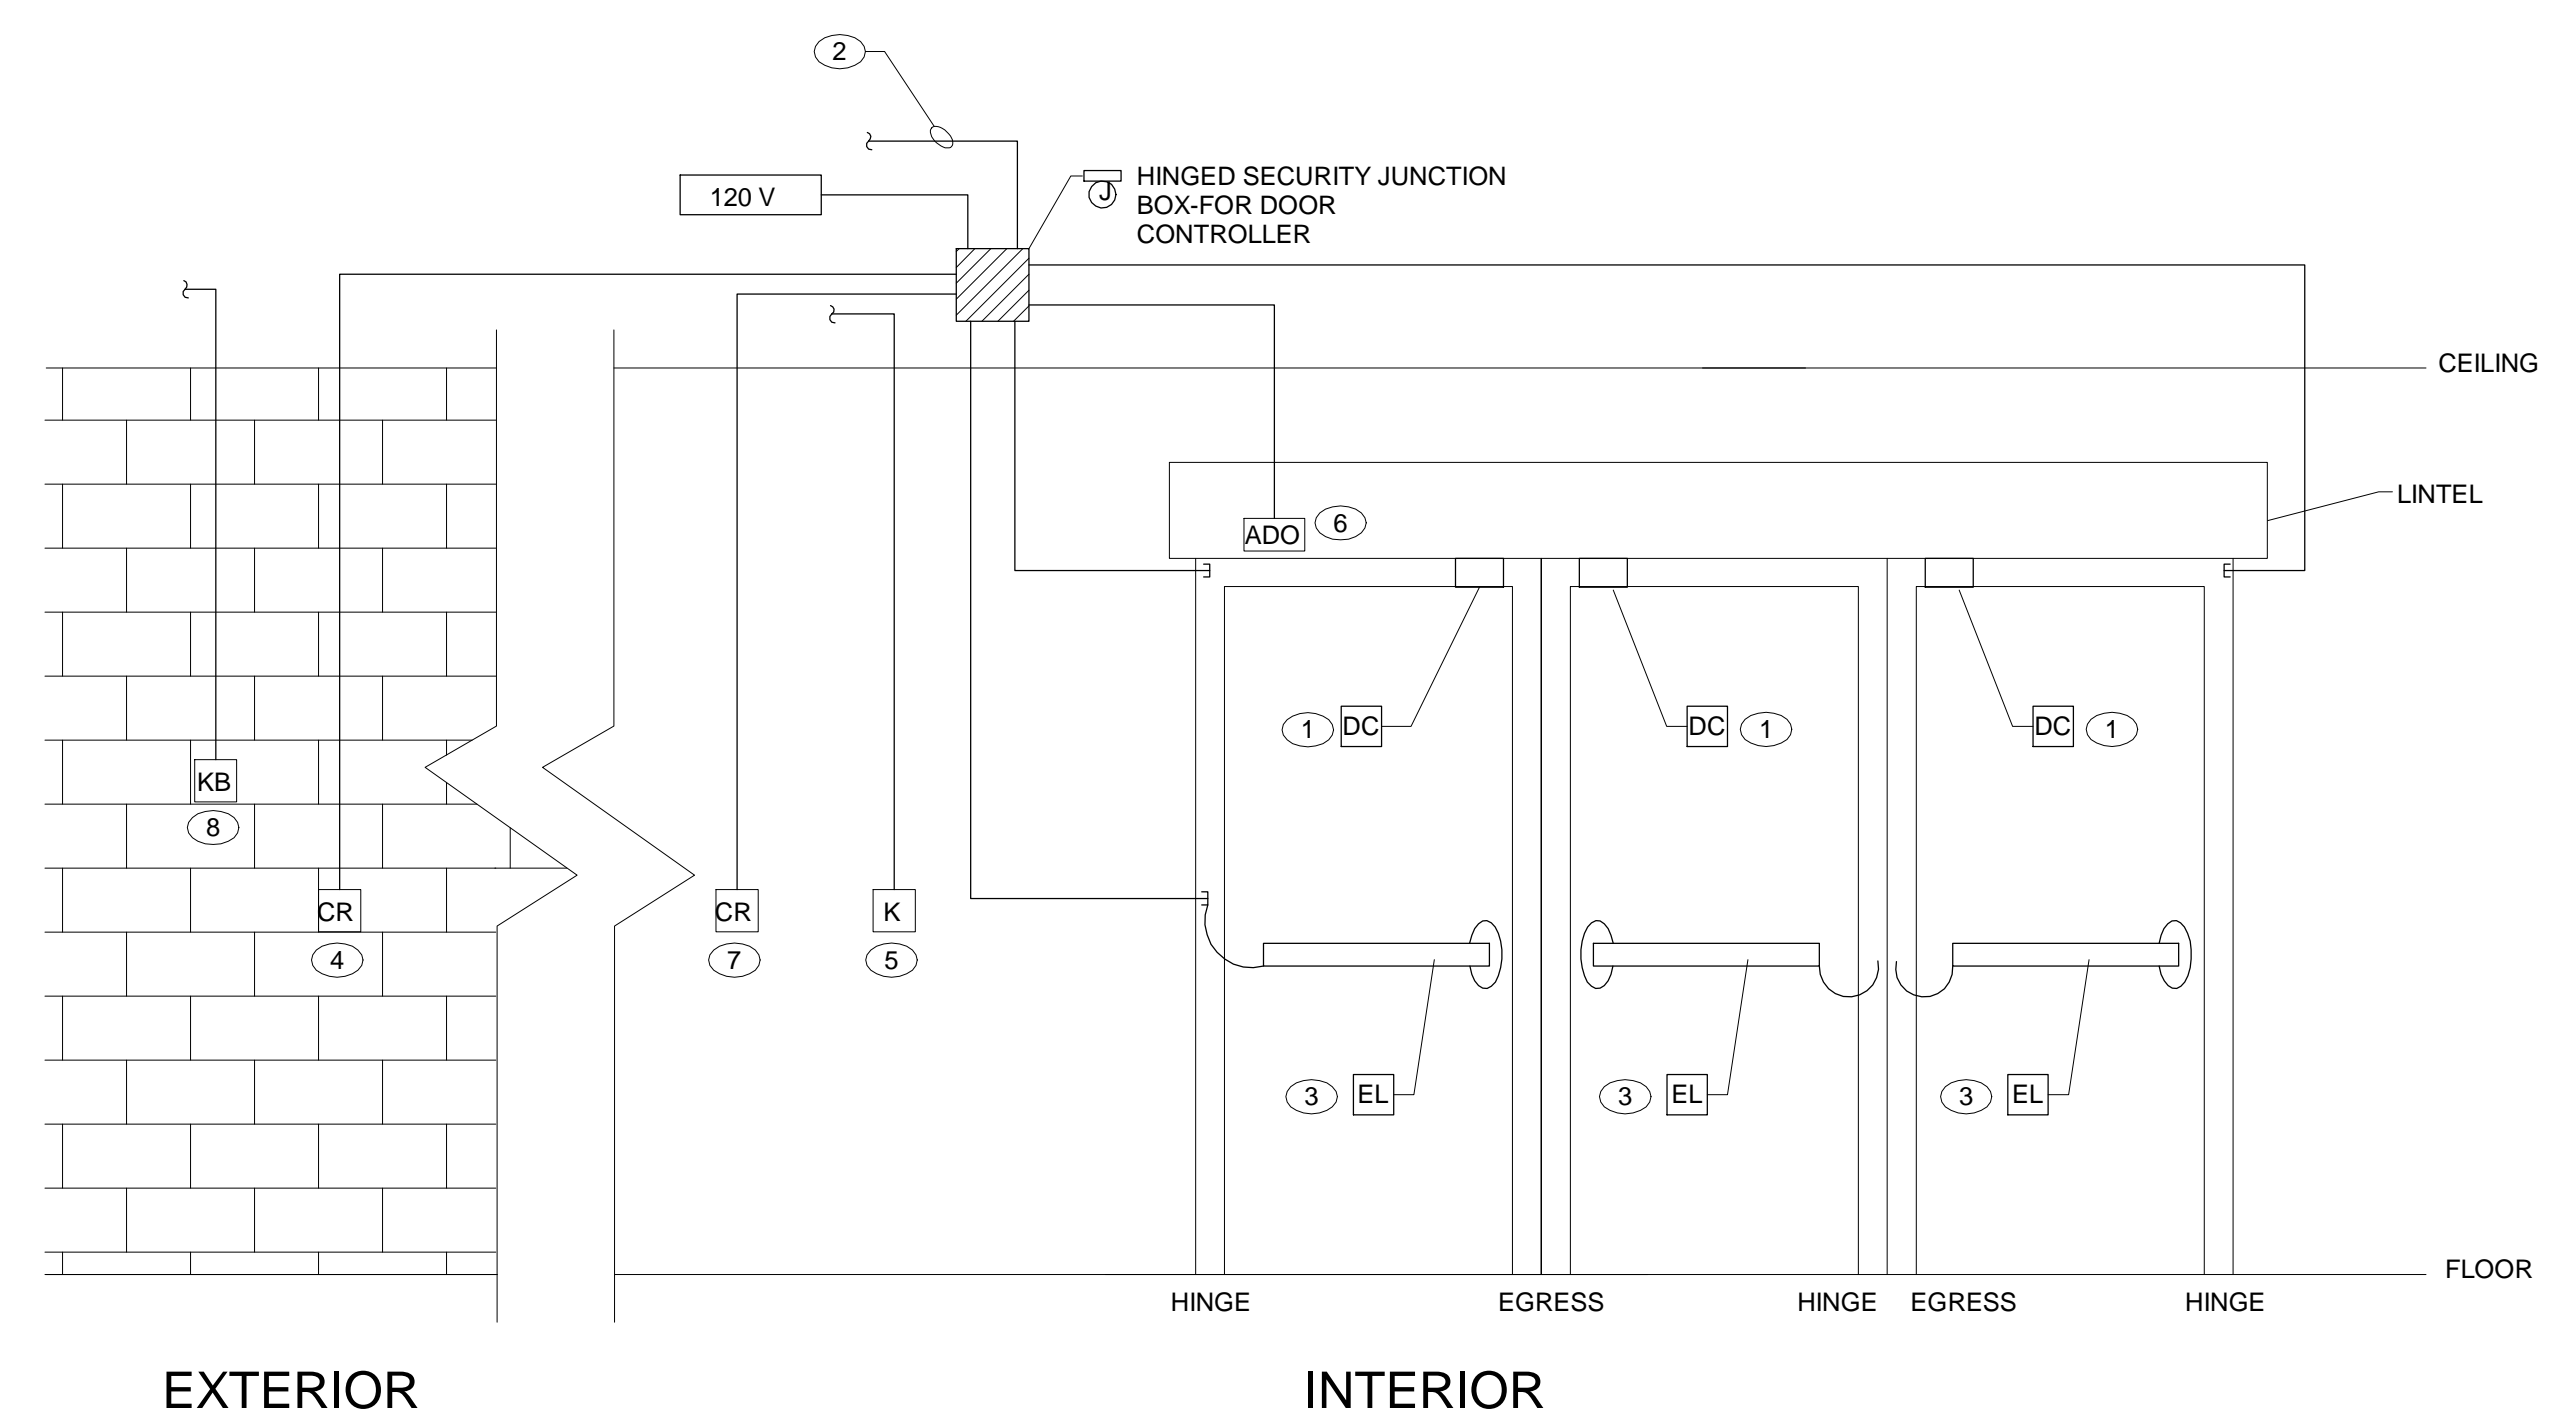 2
HINGED SECURITY JUNCTION
J
120 V
BOX-FOR DOOR
CONTROLLER
CEILING
LINTEL
ADO
6
1
DC
DC
1
DC
1
KB
8
CR
CR
K
4
7
5
3
EL
3
EL
3
EL
FLOOR
HINGE
EGRESS
HINGE
EGRESS
HINGE
EXTERIOR
INTERIOR